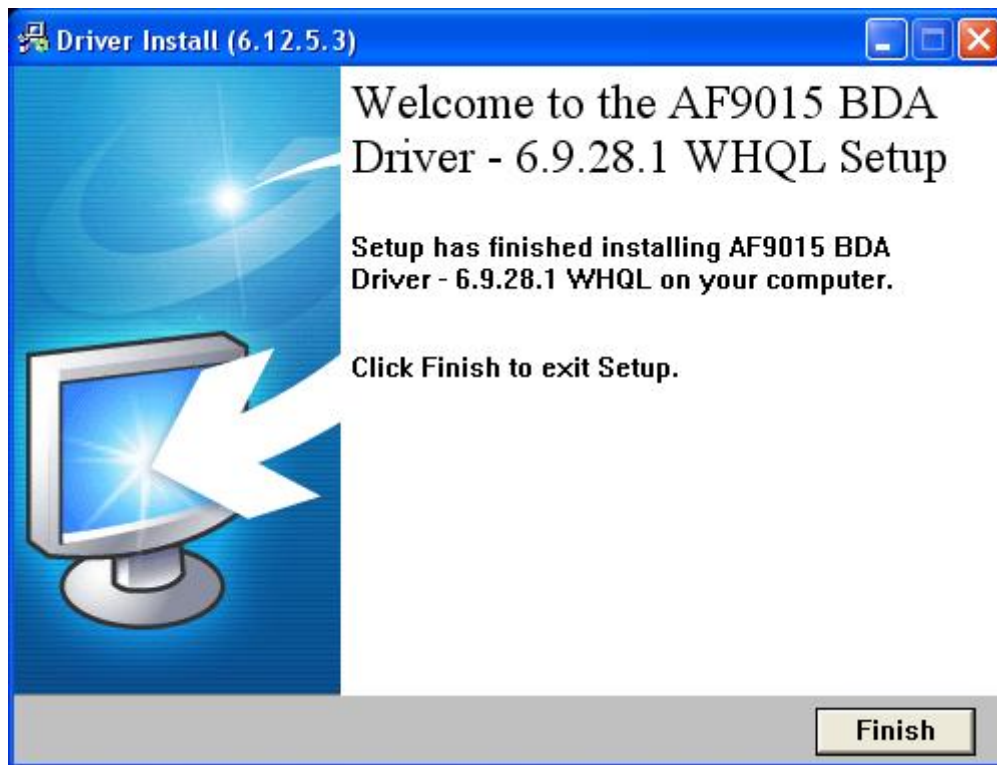 Driver Install (6.12.5.3)
Welcome to the AF9015 BDA
Driver - 6.9.28.1 WHQL Setup
Setup has finished installing AF9015 BDA
Driver - 6.9.28.1 WHQL on your computer.
Click Finish to exit Setup.
Finish